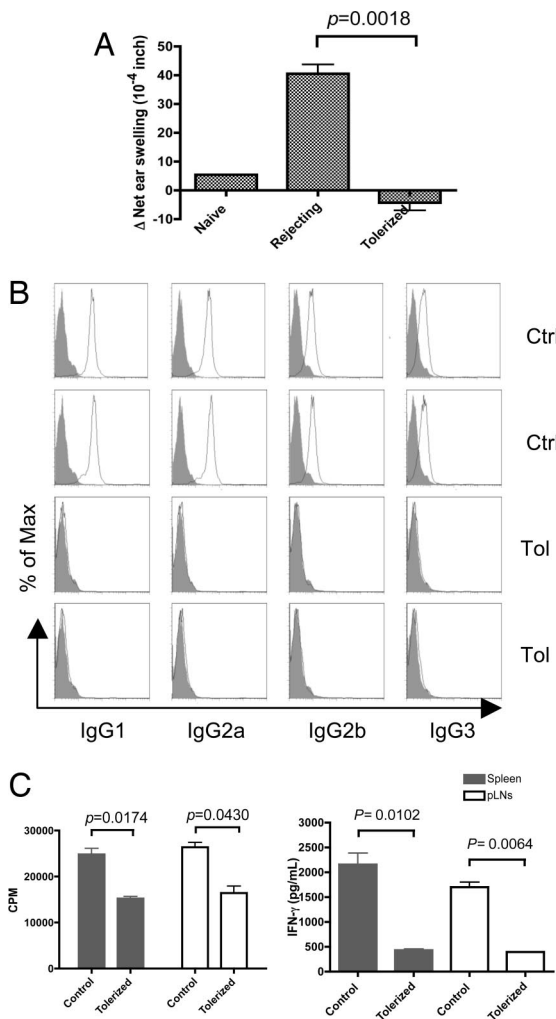 A
p=0.0018
Δ Net ear swelling (10⁻⁴ inch)
50
40
30
20
10
0
-10
Naive
Rejecting
Tolerized
B
Ctrl
Ctrl
Tol
Tol
% of Max
IgG1
IgG2a
IgG2b
IgG3
C
Spleen
pLNs
p=0.0174
p=0.0430
CPM
30000
20000
10000
0
Control
Tolerized
Control
Tolerized
P= 0.0102
P= 0.0064
IFN-γ (pg/mL)
2500
2000
1500
1000
500
0
Control
Tolerized
Control
Tolerized